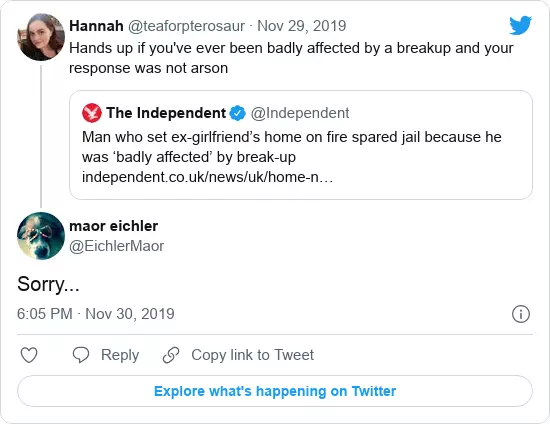 Hannah @teaforpterosaur · Nov 29, 2019
Hands up if you've ever been badly affected by a breakup and your
response was not arson
The Independent @Independent
Man who set ex-girlfriend’s home on fire spared jail because he
was ‘badly affected’ by break-up
independent.co.uk/news/uk/home-n…
maor eichler
@EichlerMaor
Sorry...
6:05 PM · Nov 30, 2019
Reply
Copy link to Tweet
Explore what's happening on Twitter